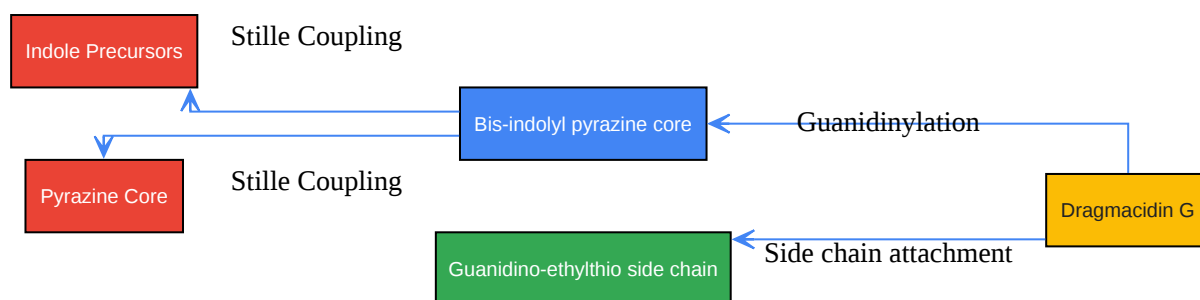 Indole Precursors
Stille Coupling
Bis-indolyl pyrazine core
Guanidinylation
Pyrazine Core
Stille Coupling
Dragmacidin G
Guanidino-ethylthio side chain
Side chain attachment